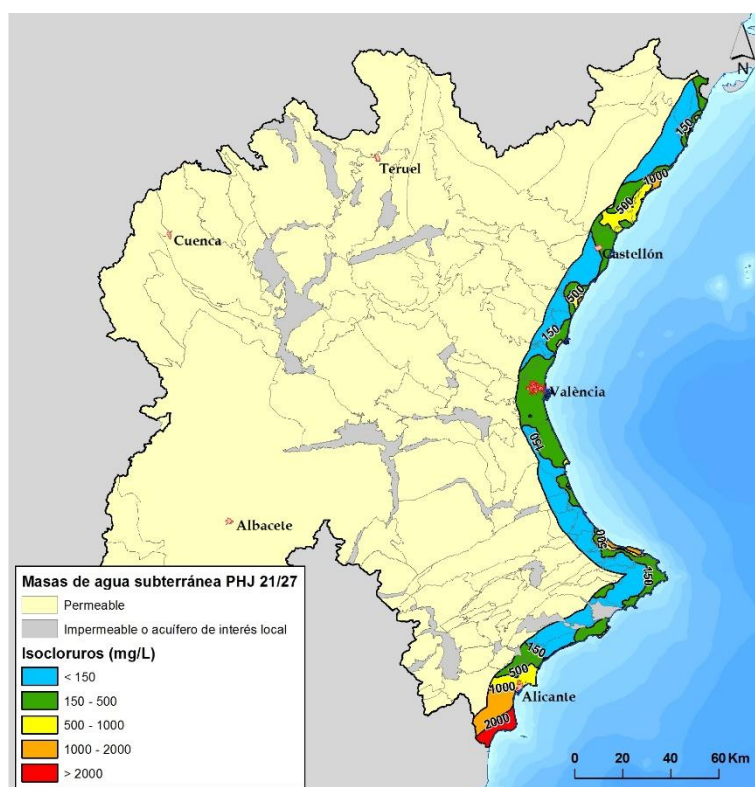 N
150
1000
Teruel
500
Cuenca
Castellón
500
150
València
150
Albacete
500
150
150
500
1000
Alicante
2000
Masas de agua subterránea PHJ 21/27
Permeable
Impermeable o acuífero de interés local
Isocloruros (mg/L)
< 150
150 - 500
500 - 1000
1000 - 2000
> 2000
0 20 40 60 Km